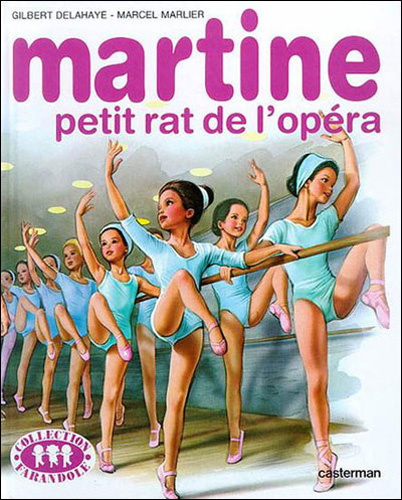 GILBERT DELAHAYE - MARCEL MARLIER
martine
petit rat de l'opéra
COLLECTION
FARANDOLE
casterman